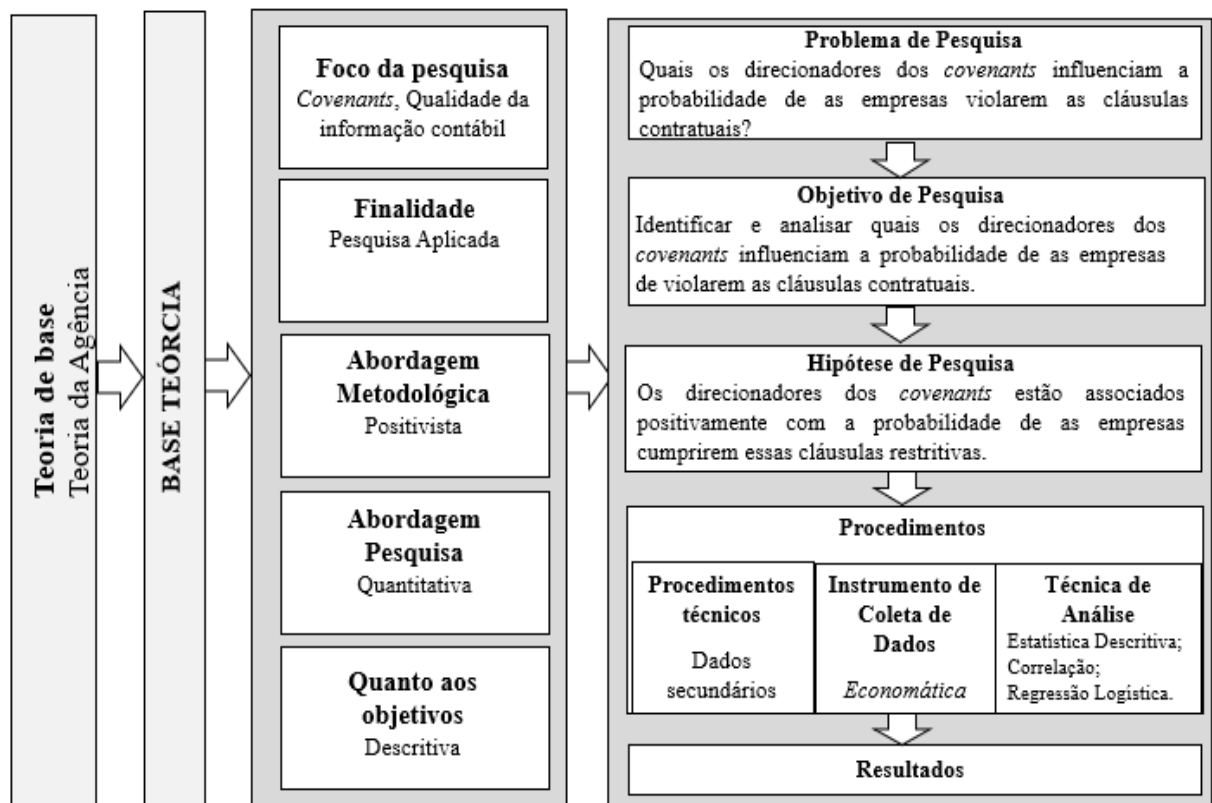 Teoria de base
Teoria da Agência
BASE TEÓRCIA
Foco da pesquisa
Covenants, Qualidade da
informação contábil
Finalidade
Pesquisa Aplicada
Abordagem
Metodológica
Positivista
Abordagem
Pesquisa
Quantitativa
Quanto aos
objetivos
Descritiva
Problema de Pesquisa
Quais os direcionadores dos covenants influenciam a
probabilidade de as empresas violarem as cláusulas
contratuais?
Objetivo de Pesquisa
Identificar e analisar quais os direcionadores dos
covenants influenciam a probabilidade de as empresas
de violarem as cláusulas contratuais.
Hipótese de Pesquisa
Os direcionadores dos covenants estão associados
positivamente com a probabilidade de as empresas
cumprirem essas cláusulas restritivas.
Procedimentos
Procedimentos
técnicos
Dados
secundários
Instrumento de
Coleta de
Dados
Economática
Técnica de
Análise
Estatística Descritiva;
Correlação;
Regressão Logística.
Resultados